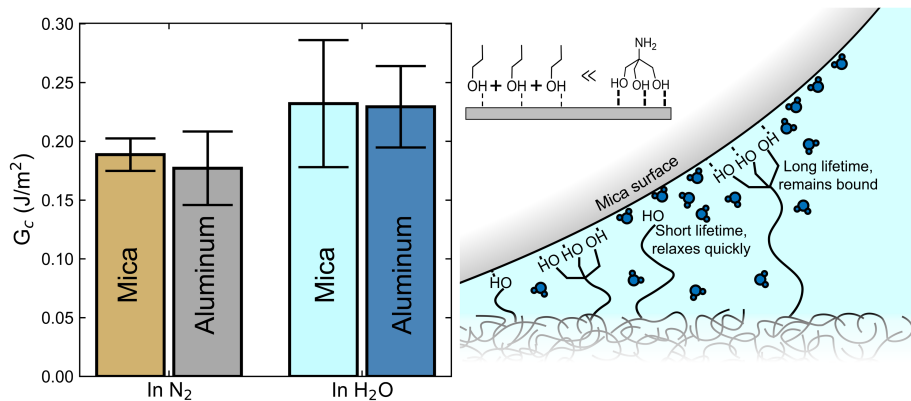 0.30
0.25
0.20
0.15
0.10
0.05
0.00
G_c (J/m²)
Mica
Aluminum
Mica
Aluminum
In N₂
In H₂O
OH + OH + OH ≪ NH₂
HO OH OH
Mica surface
HO HO OH
Long lifetime,
remains bound
HO
Short lifetime,
relaxes quickly
HO HO OH
HO